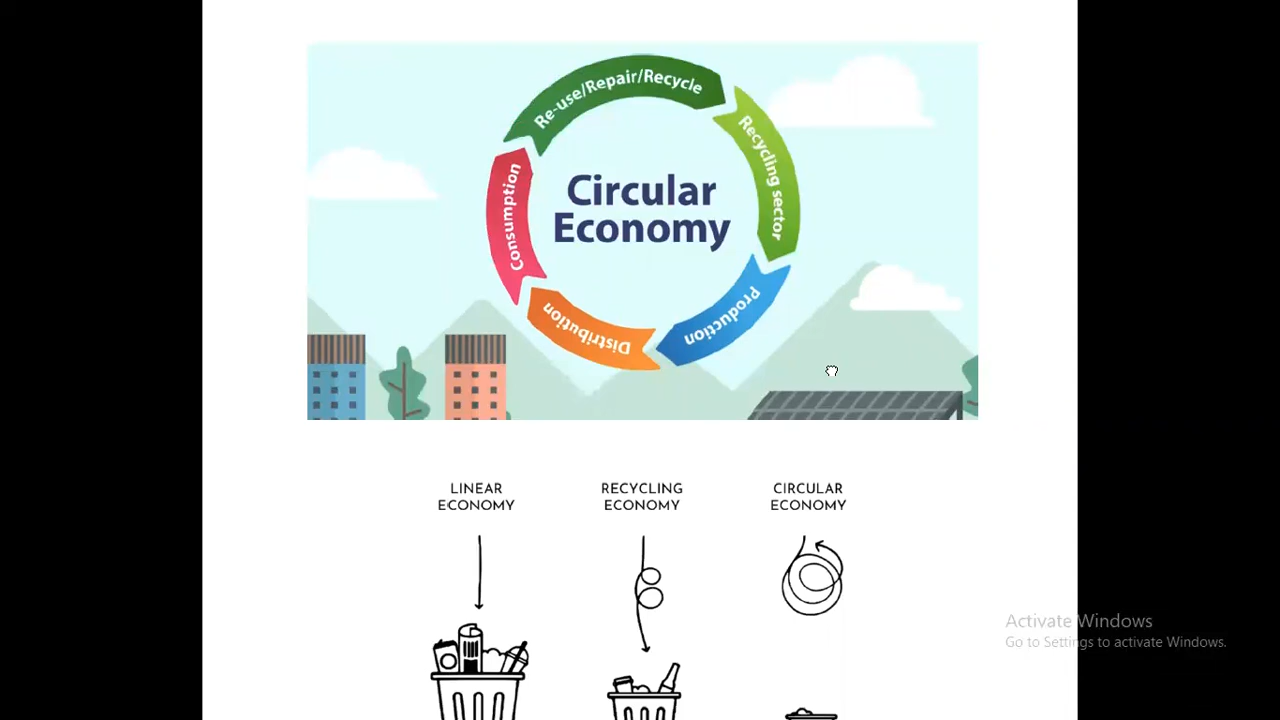 Re-use/Repair/Recycle
Recycling sector
Production
Distribution
Consumption
Circular
Economy
LINEAR
ECONOMY
RECYCLING
ECONOMY
CIRCULAR
ECONOMY
Activate Windows
Go to Settings to activate Windows.